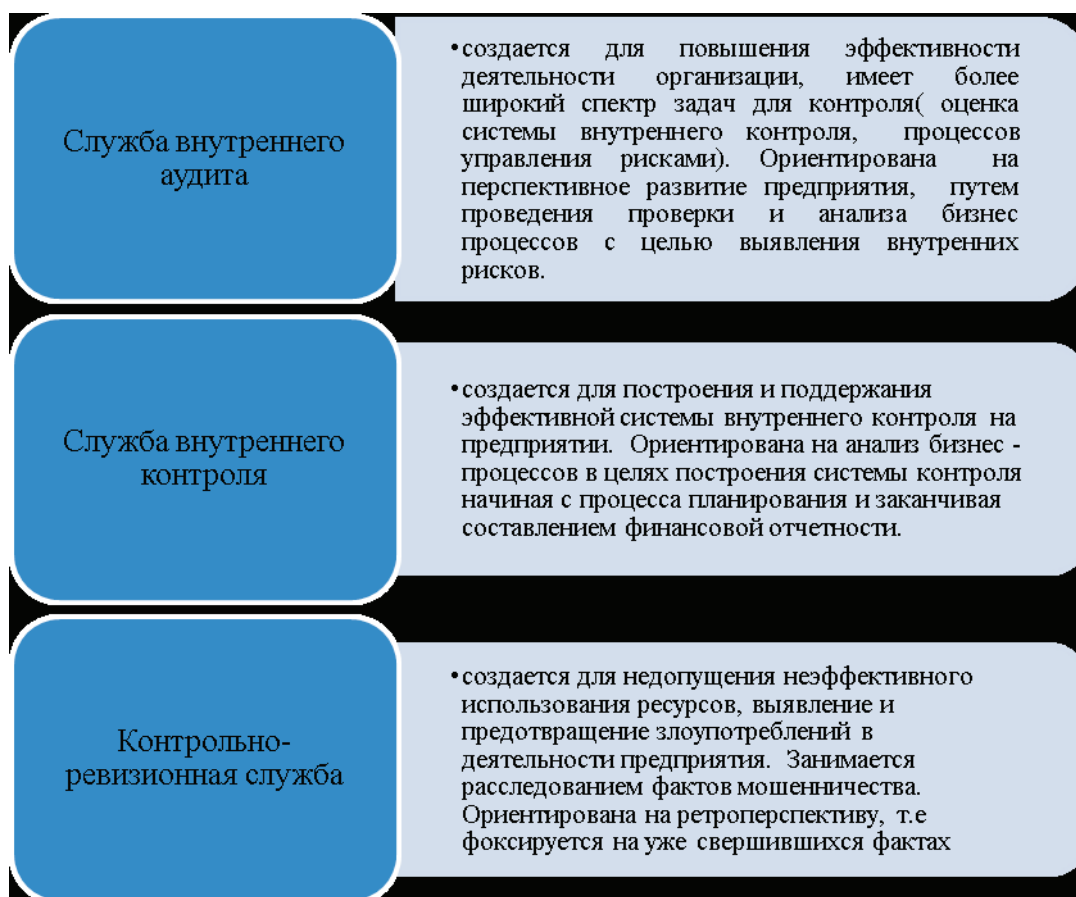 Служба внутреннего
аудита
•создается для повышения эффективности
деятельности организации, имеет более
широкий спектр задач для контроля( оценка
системы внутреннего контроля, процессов
управления рисками). Ориентирована на
перспективное развитие предприятия, путем
проведения проверки и анализа бизнес
процессов с целью выявления внутренних
рисков.
Служба внутреннего
контроля
•создается для построения и поддержания
эффективной системы внутреннего контроля на
предприятии. Ориентирована на анализ бизнес -
процессов в целях построения системы контроля
начиная с процесса планирования и заканчивая
составлением финансовой отчетности.
Контрольно-
ревизионная служба
•создается для недопущения неэффективного
использования ресурсов, выявление и
предотвращение злоупотреблений в
деятельности предприятия. Занимается
расследованием фактов мошенничества.
Ориентирована на ретроперспективу, т.е
фоксируется на уже свершившихся фактах